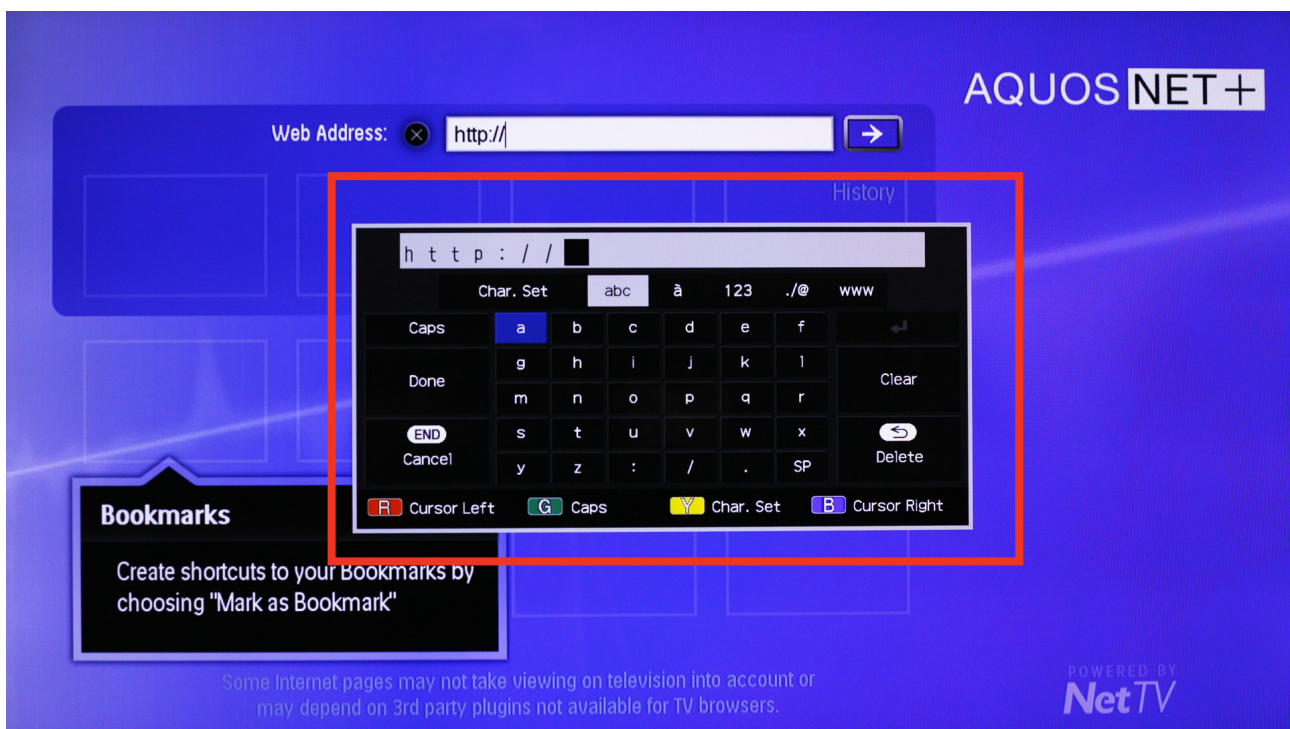 AQUOS NET+
Web Address: http://
History
http://
Char. Set abc à 123 ./@ www
Caps a b c d e f
g h i j k l
Done Clear
m n o p q r
END s t u v w x
Cancel Delete
y z : / . SP
R Cursor Left G Caps Y Char. Set B Cursor Right
Bookmarks
Create shortcuts to your Bookmarks by
choosing "Mark as Bookmark"
Some Internet pages may not take viewing on television into account or
may depend on 3rd party plugins not available for TV browsers.
POWERED BY
NetTV